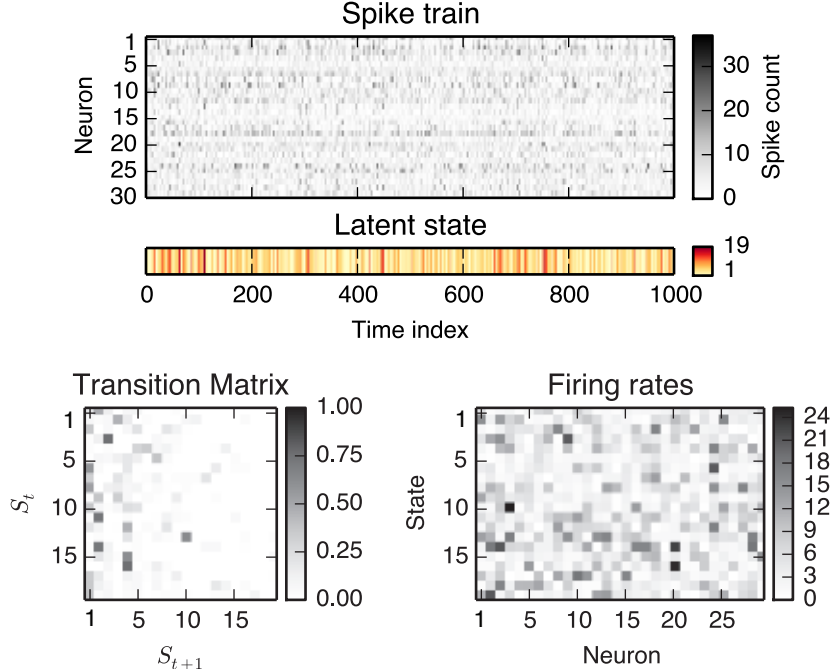 Spike train
Neuron
1
5
10
15
20
25
30
30
20
10
0
Spike count
Latent state
19
1
0 200 400 600 800 1000
Time index
Transition Matrix
S_t
1
5
10
15
1 5 10 15
S_{t+1}
1.00
0.75
0.50
0.25
0.00
Firing rates
State
1
5
10
15
1 5 10 15 20 25
Neuron
24
21
18
15
12
9
6
3
0